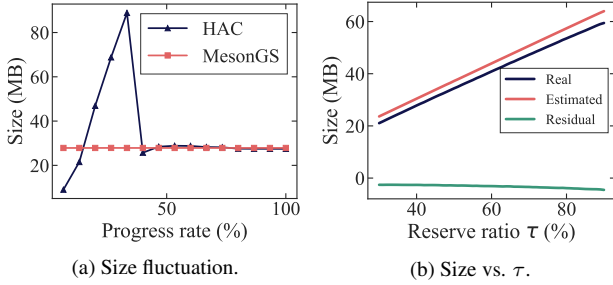 HAC
MesonGS
80
60
40
20
Size (MB)
50
100
Progress rate (%)
(a) Size fluctuation.
60
40
20
0
Size (MB)
Real
Estimated
Residual
40
60
80
Reserve ratio τ (%)
(b) Size vs. τ.